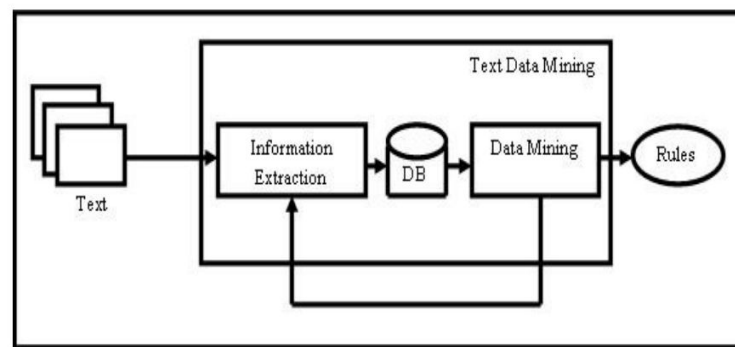 Text Data Mining
Text
Information
Extraction
DB
Data Mining
Rules